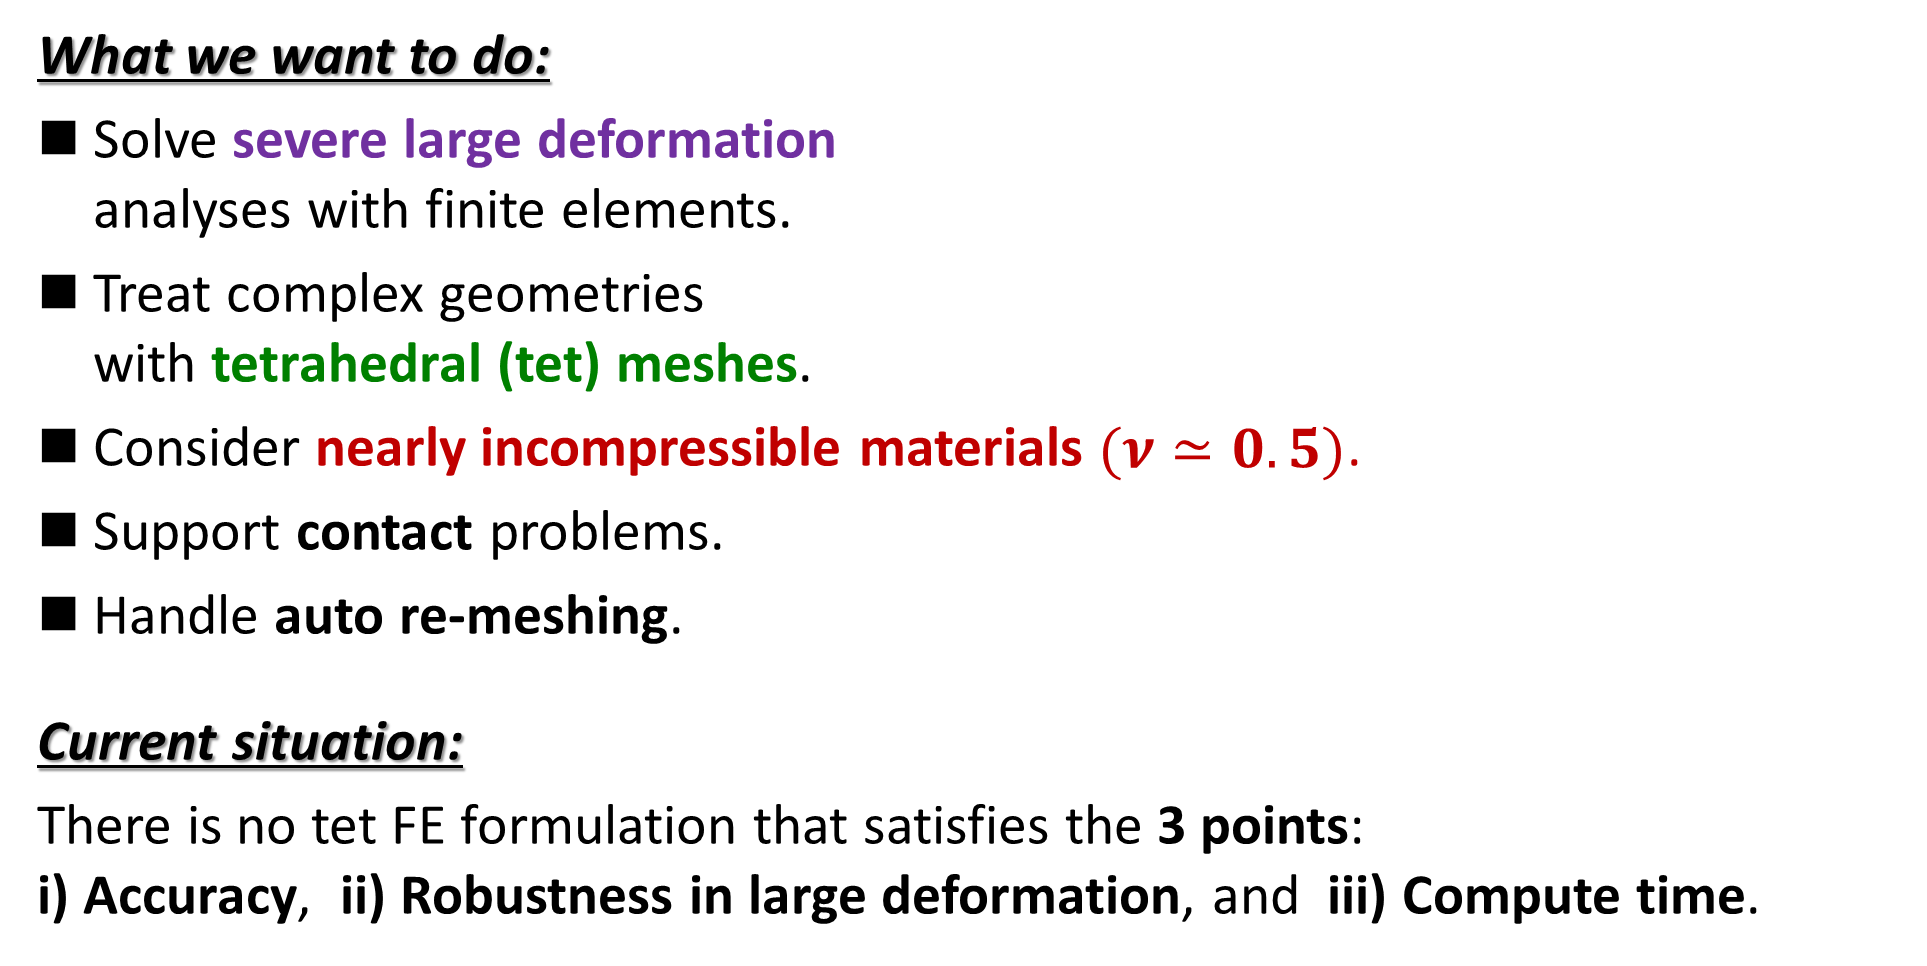 What we want to do:
■ Solve severe large deformation
analyses with finite elements.
■ Treat complex geometries
with tetrahedral (tet) meshes.
■ Consider nearly incompressible materials (ν ≃ 0.5).
■ Support contact problems.
■ Handle auto re-meshing.
Current situation:
There is no tet FE formulation that satisfies the 3 points:
i) Accuracy, ii) Robustness in large deformation, and iii) Compute time.